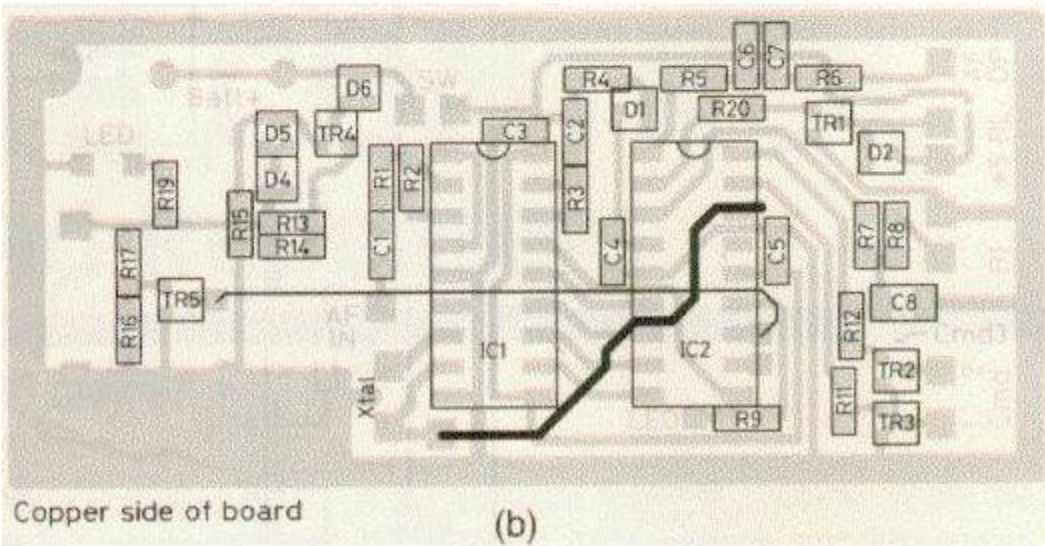 C6
C7
R4
R5
R6
D6
SW
Batt+
D1
R20
TR1
D5
TR4
C3
C2
LED
D2
D4
R1
R2
R19
R3
R15
R13
R14
C1
C4
C5
R7
R8
R17
TR5
AF
IN
C8
R16
R12
Cmd3
IC1
IC2
TR2
Xtal
R11
R9
TR3
Copper side of board
(b)